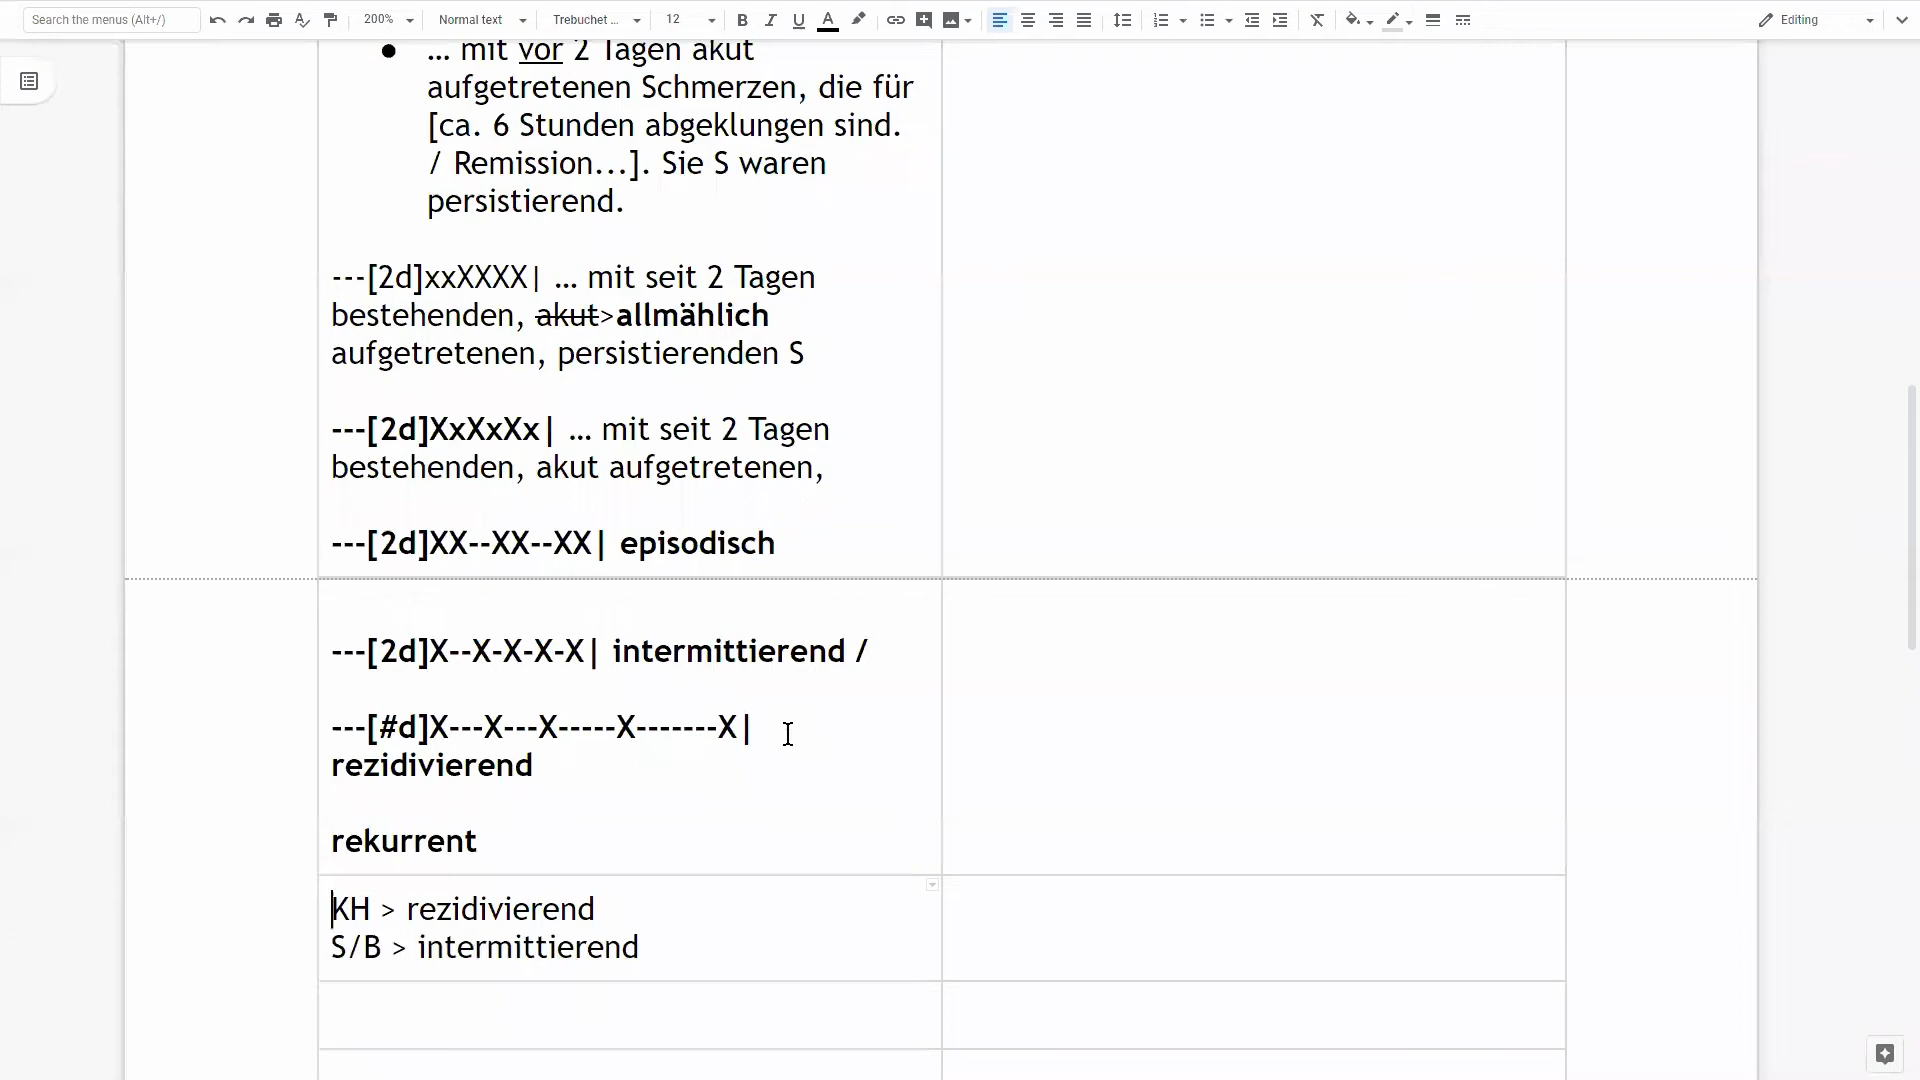 Search the menus (Alt+/)
200%
Normal text
Trebuchet ...
12
B I U A
Editing
● … mit vor 2 Tagen akut
aufgetretenen Schmerzen, die für
[ca. 6 Stunden abgeklungen sind.
/ Remission...]. Sie S waren
persistierend.
---[2d]xxXXXX| … mit seit 2 Tagen
bestehenden, akut>allmählich
aufgetretenen, persistierenden S
---[2d]XxXxXx| … mit seit 2 Tagen
bestehenden, akut aufgetretenen,
---[2d]XX--XX--XX| episodisch
---[2d]X--X-X-X-X| intermittierend /
---[#d]X---X---X-----X-------X|
rezidivierend
rekurrent
KH > rezidivierend
S/B > intermittierend